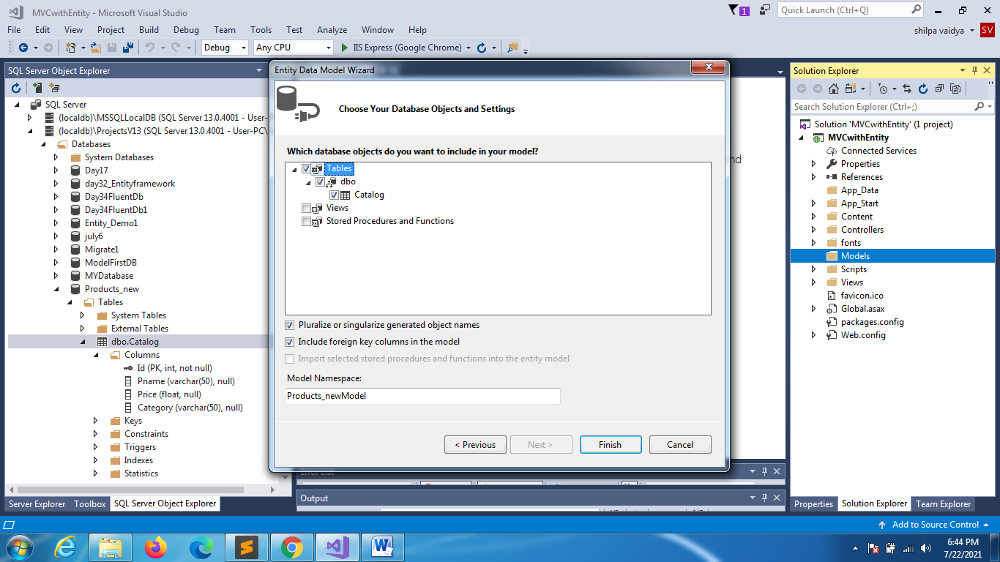 MVCwithEntity - Microsoft Visual Studio
1
Quick Launch (Ctrl+Q)
File Edit View Project Build Debug Team Tools Test Analyze Window Help
shilpa vaidya SV
Debug Any CPU IIS Express (Google Chrome)
SQL Server Object Explorer
SQL Server
(localdb)\MSSQLLocalDB (SQL Server 13.0.4001 - User-
(localdb)\ProjectsV13 (SQL Server 13.0.4001 - User-PC\
Databases
System Databases
Day17
day32_Entityframework
Day34FluentDb
Day34FluentDb1
Entity_Demo1
july6
Migrate1
ModelFirstDB
MYDatabase
Products_new
Tables
System Tables
External Tables
dbo.Catalog
Columns
Id (PK, int, not null)
Pname (varchar(50), null)
Price (float, null)
Category (varchar(50), null)
Keys
Constraints
Triggers
Indexes
Statistics
Server Explorer Toolbox SQL Server Object Explorer
Entity Data Model Wizard
Choose Your Database Objects and Settings
Which database objects do you want to include in your model?
Tables
dbo
Catalog
Views
Stored Procedures and Functions
Pluralize or singularize generated object names
Include foreign key columns in the model
Import selected stored procedures and functions into the entity model
Model Namespace:
Products_newModel
< Previous Next > Finish Cancel
Error List
Output
Solution Explorer
Search Solution Explorer (Ctrl+;)
Solution 'MVCwithEntity' (1 project)
MVCwithEntity
Connected Services
Properties
References
App_Data
App_Start
Content
Controllers
fonts
Models
Scripts
Views
favicon.ico
Global.asax
packages.config
Web.config
Properties Solution Explorer Team Explorer
Add to Source Control
6:44 PM
7/22/2021